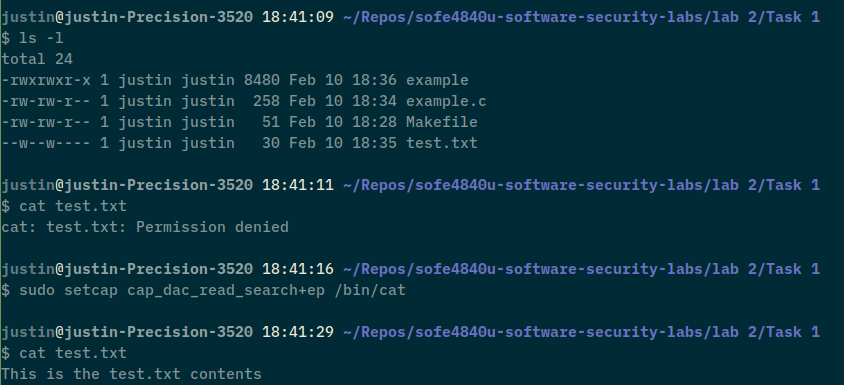 justin@justin-Precision-3520 18:41:09 ~/Repos/sofe4840u-software-security-labs/lab 2/Task 1
$ ls -l
total 24
-rwxrwxr-x 1 justin justin 8480 Feb 10 18:36 example
-rw-rw-r-- 1 justin justin  258 Feb 10 18:34 example.c
-rw-rw-r-- 1 justin justin   51 Feb 10 18:28 Makefile
--w--w---- 1 justin justin   30 Feb 10 18:35 test.txt
justin@justin-Precision-3520 18:41:11 ~/Repos/sofe4840u-software-security-labs/lab 2/Task 1
$ cat test.txt
cat: test.txt: Permission denied
justin@justin-Precision-3520 18:41:16 ~/Repos/sofe4840u-software-security-labs/lab 2/Task 1
$ sudo setcap cap_dac_read_search+ep /bin/cat
justin@justin-Precision-3520 18:41:29 ~/Repos/sofe4840u-software-security-labs/lab 2/Task 1
$ cat test.txt
This is the test.txt contents